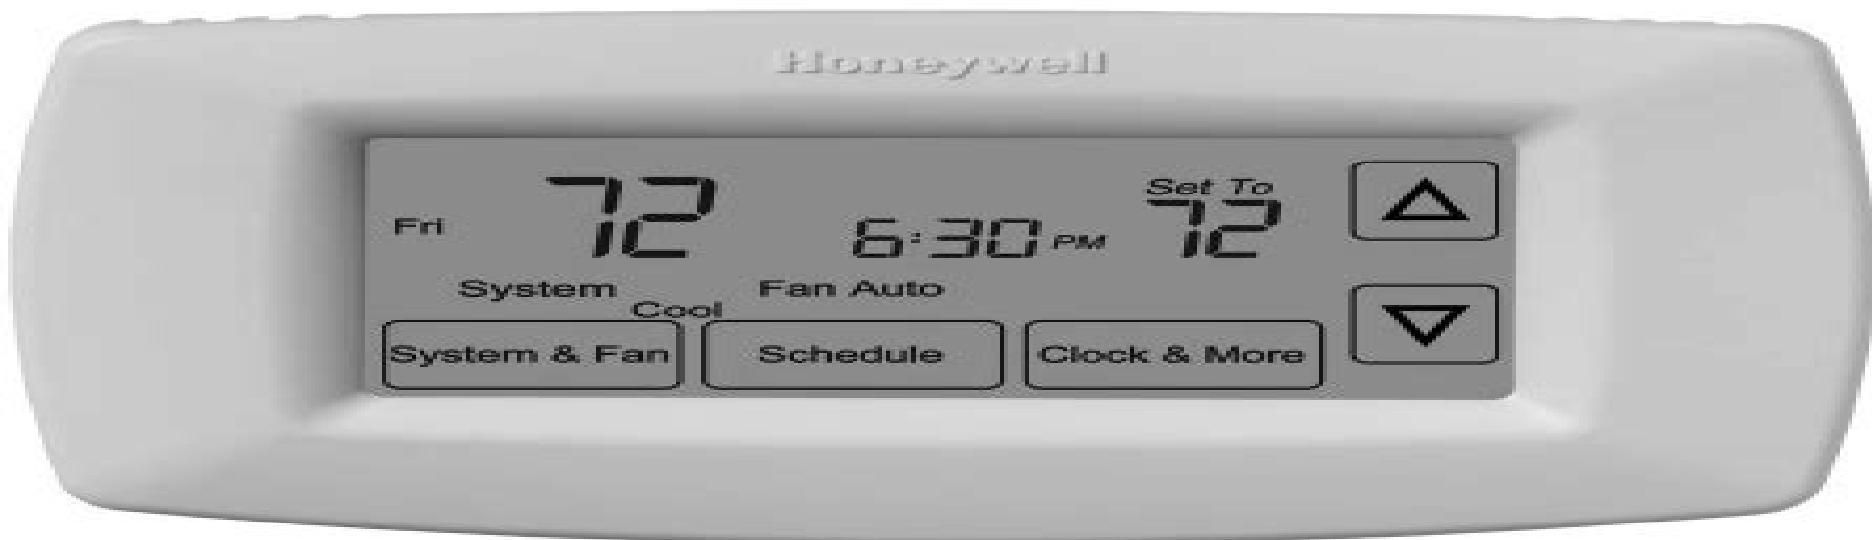 Honeywell
Set To
Fri 72 6:30 PM 72
System Fan Auto
Cool
System & Fan Schedule Clock & More